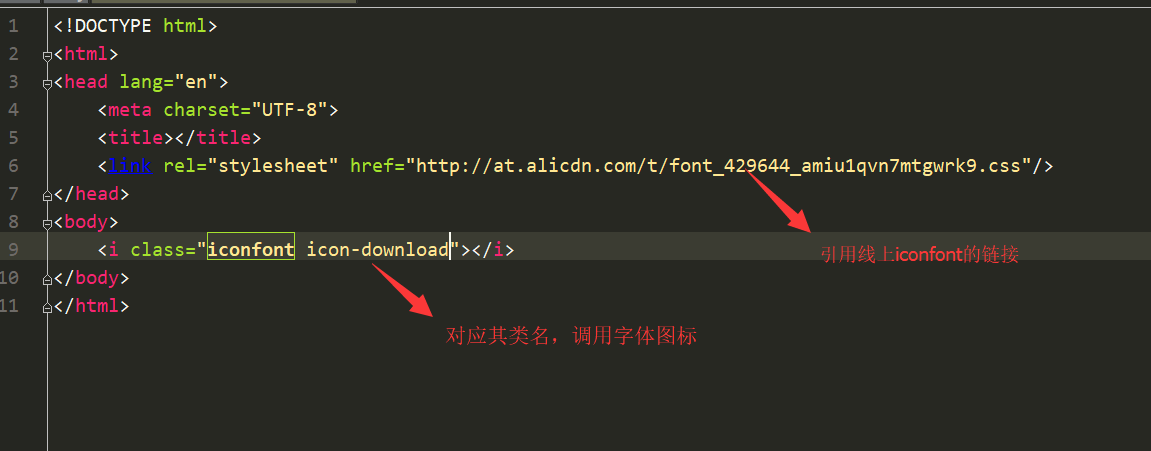 1 <!DOCTYPE html>
2 <html>
3 <head lang="en">
4 <meta charset="UTF-8">
5 <title></title>
6 <link rel="stylesheet" href="http://at.alicdn.com/t/font_429644_amiu1qvn7mtgwrk9.css"/>
7 </head>
8 <body>
9 <i class="iconfont icon-download"></i>
引用线上iconfont的链接
10 </body>
11 </html>
对应其类名，调用字体图标